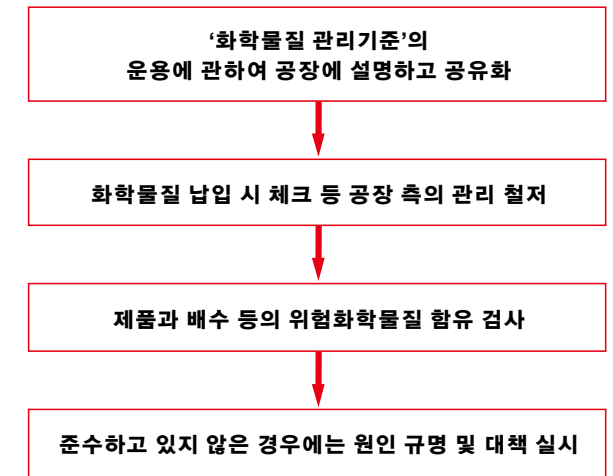 ‘화학물질 관리기준’의
운용에 관하여 공장에 설명하고 공유화
화학물질 납입 시 체크 등 공장 측의 관리 철저
제품과 배수 등의 위험화학물질 함유 검사
준수하고 있지 않은 경우에는 원인 규명 및 대책 실시